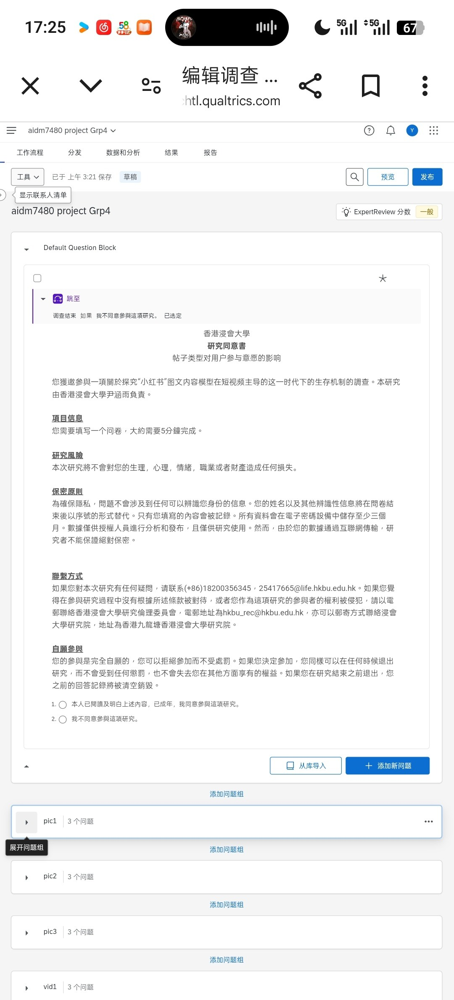 17:25
58
5G
5G
67
编辑调查 ...
htl.qualtrics.com
aidm7480 project Grp4
?
Y
工作流程 分发 数据和分析 结果 报告
工具 已于 上午 3:21 保存 草稿 预览 发布
显示联系人清单
aidm7480 project Grp4
ExpertReview 分数 一般
Default Question Block
跳至
调查结束 如果 我不同意參與這項研究。 已选定
香港浸會大學
研究同意書
帖子类型对用户参与意愿的影响
您獲邀參與一項關於探究“小红书”图文内容模型在短视频主导的这一时代下的生存机制的調查。本研究
由香港浸會大學尹涵雨負責。
項目信息
您需要填写一个问卷，大約需要5分鐘完成。
研究風險
本次研究將不會對您的生理，心理，情緒，職業或者財產造成任何損失。
保密原則
為確保隱私，問題不會涉及到任何可以辨識您身份的信息。您的姓名以及其他辨識性信息將在問卷結
束後以序號的形式替代。只有您填寫的內容會被記錄。所有資料會在電子密碼設備中儲存至少三個
月。數據僅供授權人員進行分析和發布，且僅供研究使用。然而，由於您的數據通過互聯網傳輸，研
究者不能保證絕對保密。
聯繫方式
如果您對本次研究有任何疑問，请联系(+86)18200356345，25417665@life.hkbu.edu.hk。如果您覺
得在參與研究過程中沒有根據所述條款被對待，或者您作為這項研究的參與者的權利被侵犯，請以電
郵聯絡香港浸會大學研究倫理委員會，電郵地址為hkbu_rec@hkbu.edu.hk，亦可以郵寄方式聯絡浸會
大學研究院，地址為香港九龍塘香港浸會大學研究院。
自願參與
您的參與是完全自願的，您可以拒絕參加而不受處罰。如果您決定參加，您同樣可以在任何時候退出
研究，而不會受到任何懲罰，也不會失去您在其他方面享有的權益。如果您在研究結束之前退出，您
之前的回答記錄將被清空銷毀。
1. 本人已閱讀及明白上述內容，已成年，我同意參與這項研究。
2. 我不同意參與這項研究。
从库导入 添加新问题
添加问题组
pic1 3 个问题
展开问题组
添加问题组
pic2 3 个问题
添加问题组
pic3 3 个问题
添加问题组
vid1 3 个问题